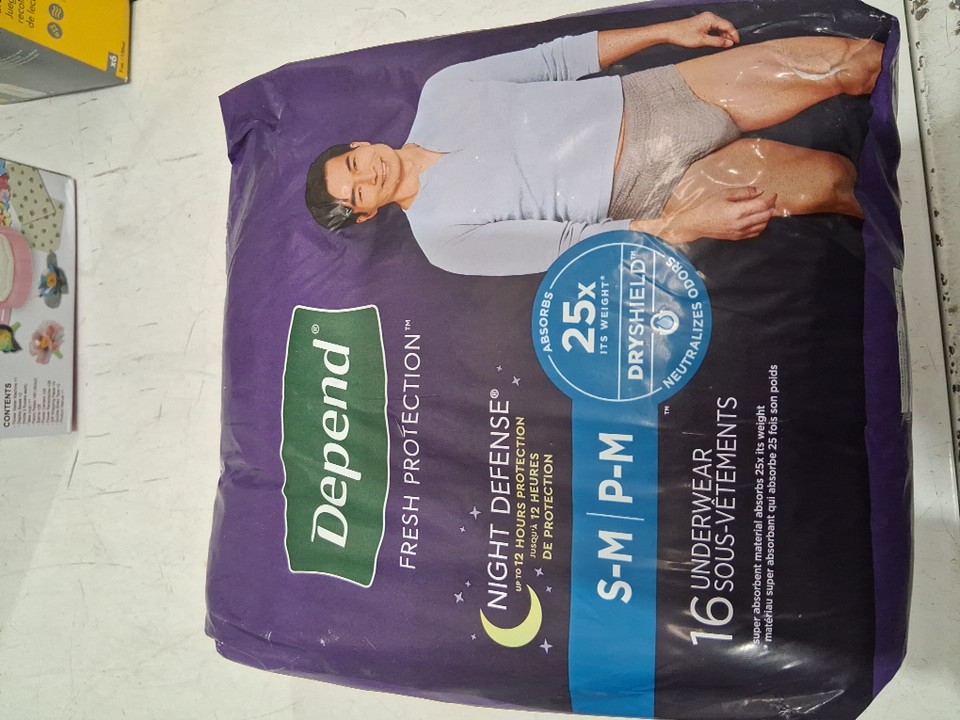 Depend®
FRESH PROTECTION™
NIGHT DEFENSE®
UP TO 12 HOURS PROTECTION
JUSQU'À 12 HEURES
DE PROTECTION
ABSORBS
25x
ITS WEIGHT*
DRYSHIELD™
NEUTRALIZES ODORS
™
S-M | P-M
16 UNDERWEAR
SOUS-VÊTEMENTS
super absorbent material absorbs 25x its weight
matériau super absorbant qui absorbe 25 fois son poids
CONTENTS
x6